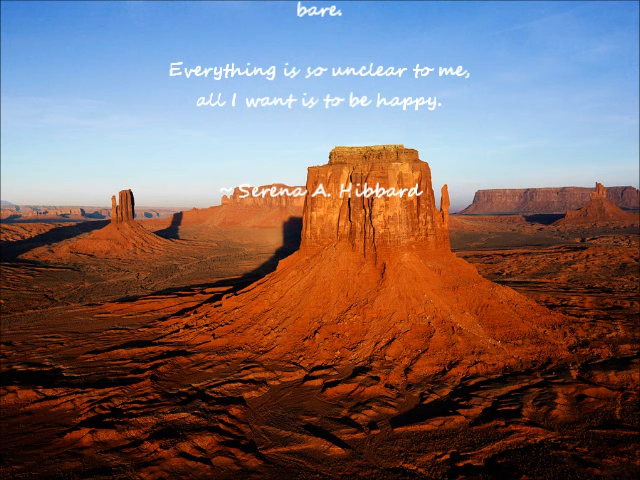 bare.
Everything is so unclear to me,
all I want is to be happy.
~ Serena A. Hibbard